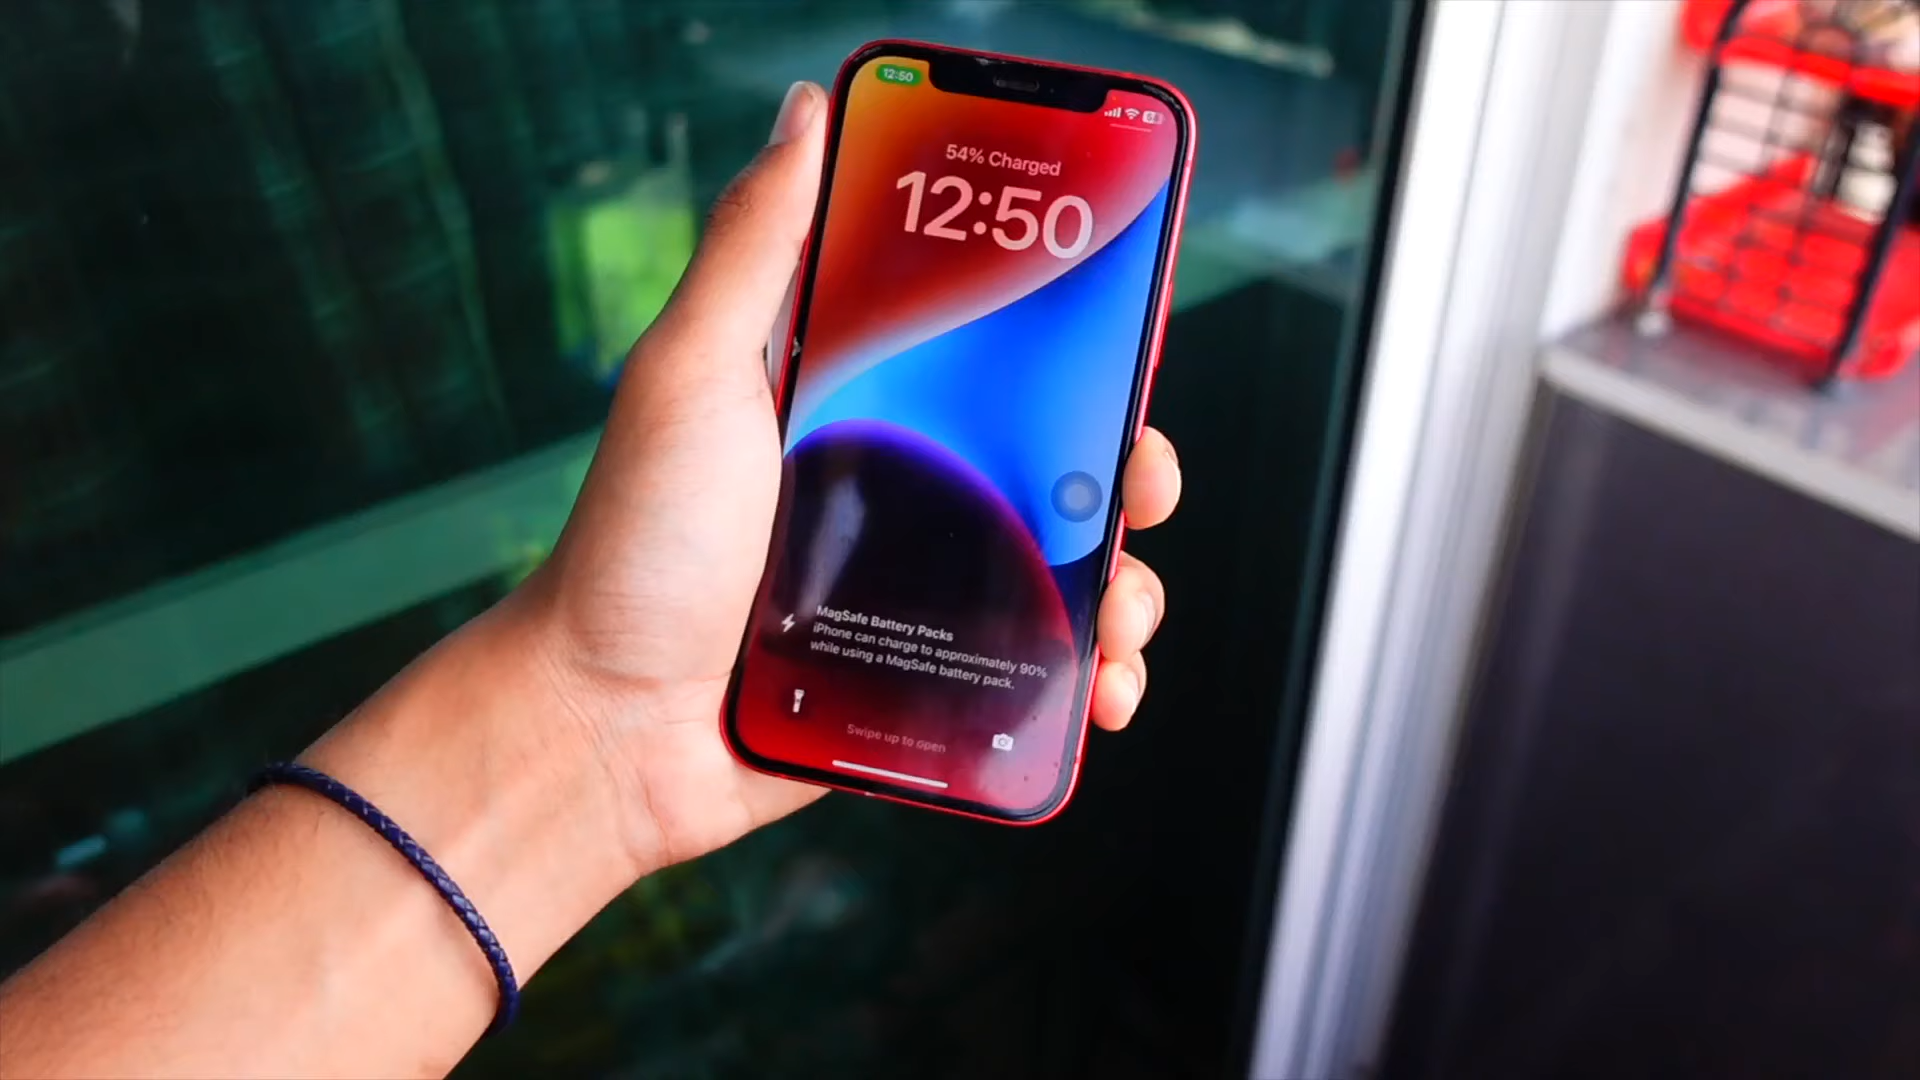 12:50
54% Charged
12:50
MagSafe Battery Packs
iPhone can charge to approximately 90%
while using a MagSafe battery pack.
Swipe up to open